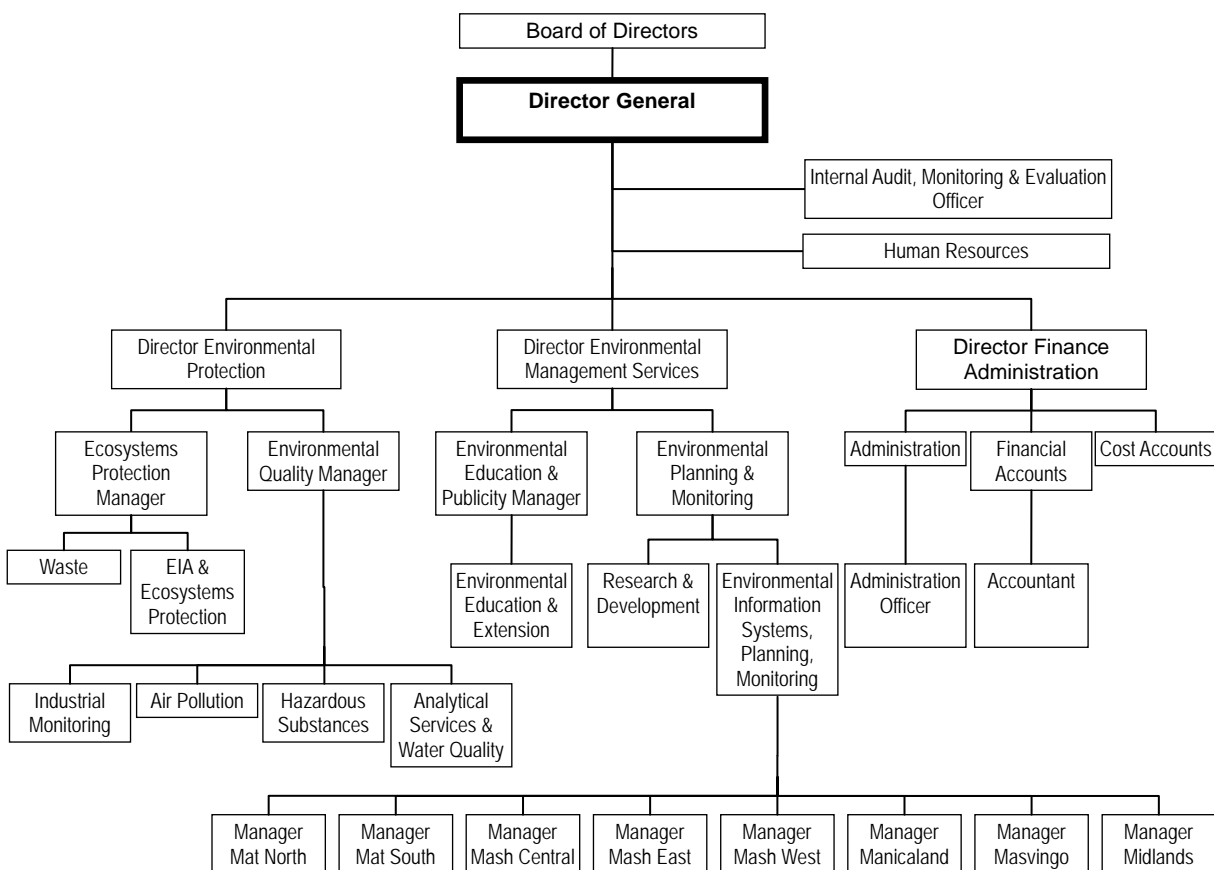 Board of Directors
Director General
Internal Audit, Monitoring & Evaluation
Officer
Human Resources
Director Environmental
Protection
Director Environmental
Management Services
Director Finance
Administration
Ecosystems
Protection
Manager
Environmental
Quality Manager
Environmental
Education &
Publicity Manager
Environmental
Planning &
Monitoring
Administration
Financial
Accounts
Cost Accounts
Waste
EIA &
Ecosystems
Protection
Environmental
Education &
Extension
Research &
Development
Environmental
Information
Systems,
Planning,
Monitoring
Administration
Officer
Accountant
Industrial
Monitoring
Air Pollution
Hazardous
Substances
Analytical
Services &
Water Quality
Manager
Mat North
Manager
Mat South
Manager
Mash Central
Manager
Mash East
Manager
Mash West
Manager
Manicaland
Manager
Masvingo
Manager
Midlands